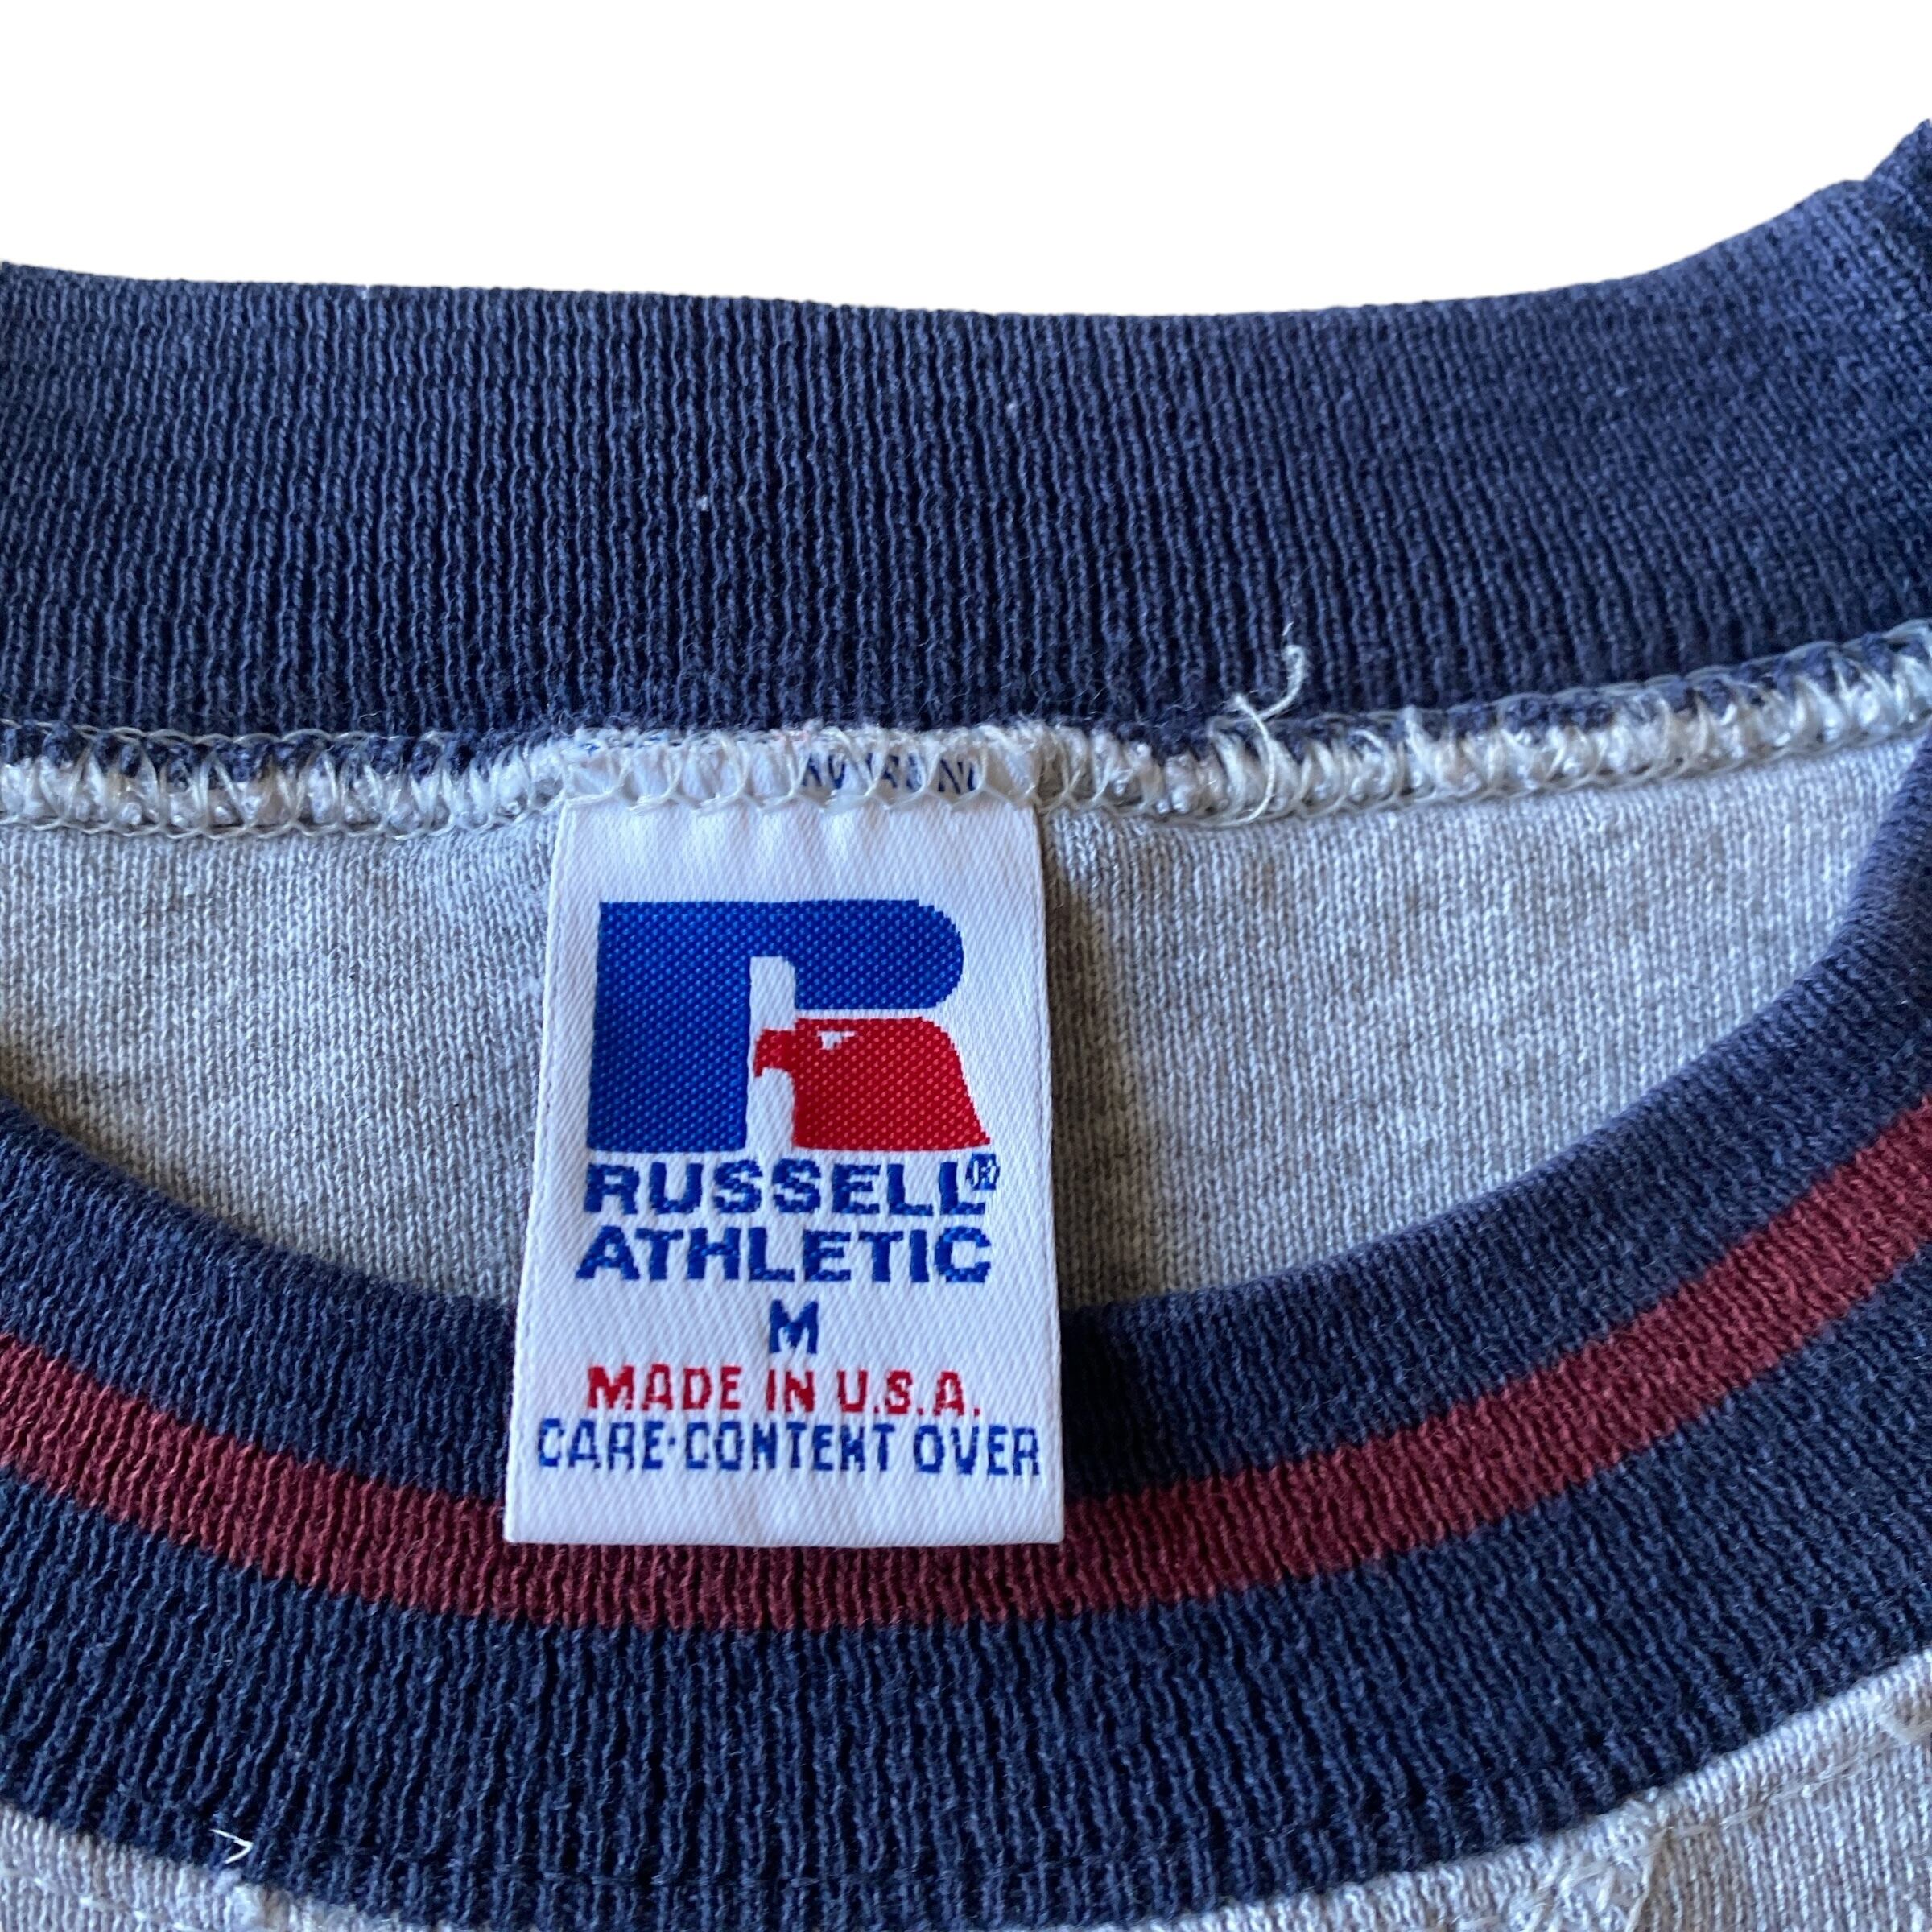 RUSSELL®
ATHLETIC
M
MADE IN U.S.A.
CARE·CONTENT OVER